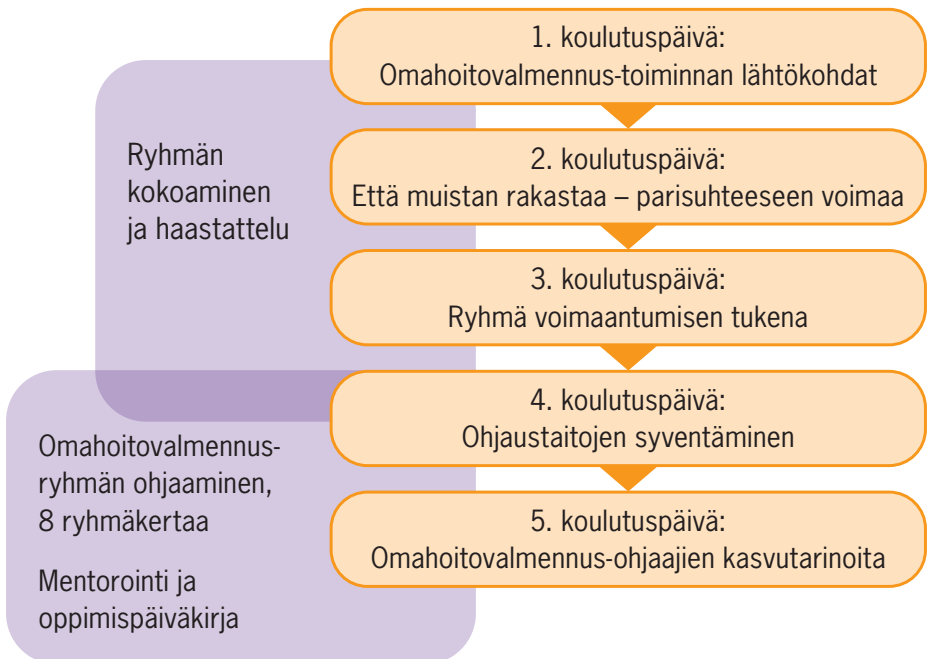 1. koulutuspäivä:
Omahoitovalmennus-toiminnan lähtökohdat
2. koulutuspäivä:
Että muistan rakastaa – parisuhteeseen voimaa
3. koulutuspäivä:
Ryhmä voimaantumisen tukena
4. koulutuspäivä:
Ohjaustaitojen syventäminen
5. koulutuspäivä:
Omahoitovalmennus-ohjaajien kasvutarinoita
Ryhmän
kokoaminen
ja haastattelu
Omahoitovalmennus-
ryhmän ohjaaminen,
8 ryhmäkertaa
Mentorointi ja
oppimispäiväkirja